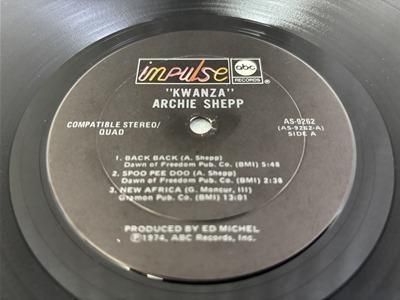 impulse
abc
RECORDS
®
"KWANZA"
ARCHIE SHEPP
COMPATIBLE STEREO/
QUAD
AS-9262
(AS-9262-A)
SIDE A
1. BACK BACK (A. Shepp)
Dawn of Freedom Pub. Co. (BMI) 5:48
2. SPOO PEE DOO (A. Shepp)
Dawn of Freedom Pub. Co. (BMI) 2:38
3. NEW AFRICA (G. Moncur, III)
Gramon Pub. Co. (BMI) 13:01
PRODUCED BY ED MICHEL
Ⓟ1974, ABC Records, Inc.